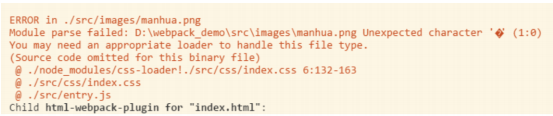 ERROR in ./src/images/manhua.png
Module parse failed: D:\webpack_demo\src\images\manhua.png Unexpected character '�' (1:0)
You may need an appropriate loader to handle this file type.
(Source code omitted for this binary file)
@ ./node_modules/css-loader!./src/css/index.css 6:132-163
@ ./src/css/index.css
@ ./src/entry.js
Child html-webpack-plugin for "index.html":